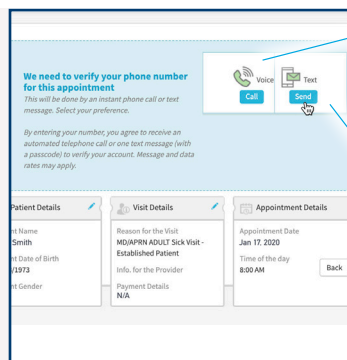 We need to verify your phone number
for this appointment
This will be done by an instant phone call or text
message. Select your preference.
By entering your number, you agree to receive an
automated telephone call or one text message (with
a passcode) to verify your account. Message and data
rates may apply.
Voice
Call
Text
Send
Patient Details
nt Name
Smith
nt Date of Birth
/1973
nt Gender
Visit Details
Reason for the Visit
MD/APRN ADULT Sick Visit -
Established Patient
Info. for the Provider
Payment Details
N/A
Appointment Details
Appointment Date
Jan 17. 2020
Time of the day
8:00 AM
Back